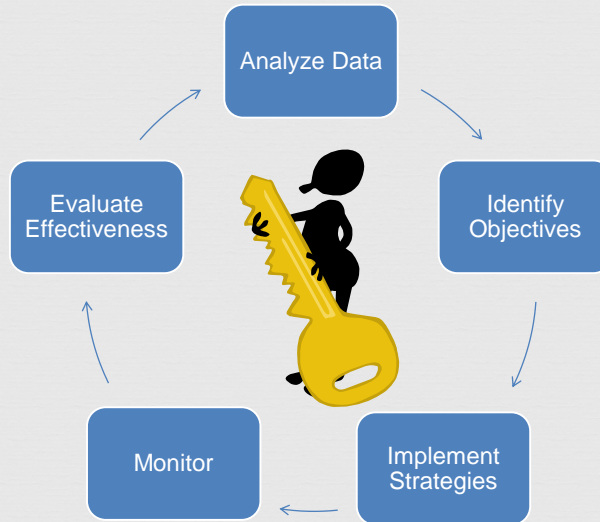 Analyze Data
Identify
Objectives
Implement
Strategies
Monitor
Evaluate
Effectiveness